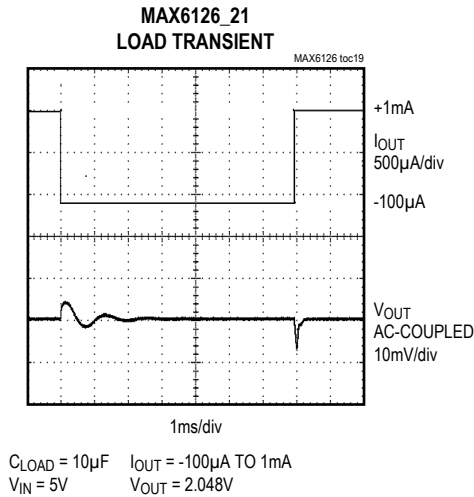 MAX6126_21
LOAD TRANSIENT
MAX6126 toc19
+1mA
IOUT
500µA/div
-100µA
VOUT
AC-COUPLED
10mV/div
1ms/div
CLOAD = 10µF IOUT = -100µA TO 1mA
VIN = 5V VOUT = 2.048V